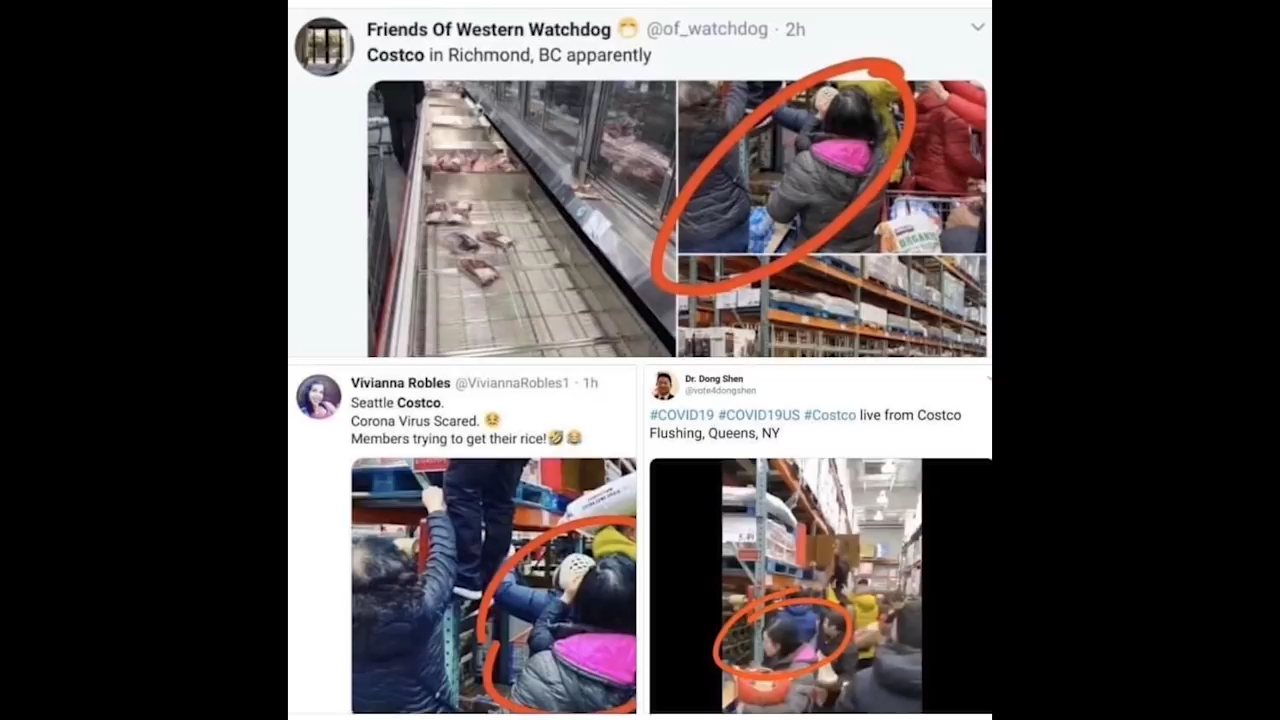 Friends Of Western Watchdog 😷 @of_watchdog · 2h
Costco in Richmond, BC apparently
ORGANIC
Vivianna Robles @ViviannaRobles1 · 1h
Seattle Costco.
Corona Virus Scared. 😣
Members trying to get their rice!🤣😂
Dr. Dong Shen
@vote4dongshen
#COVID19 #COVID19US #Costco live from Costco
Flushing, Queens, NY